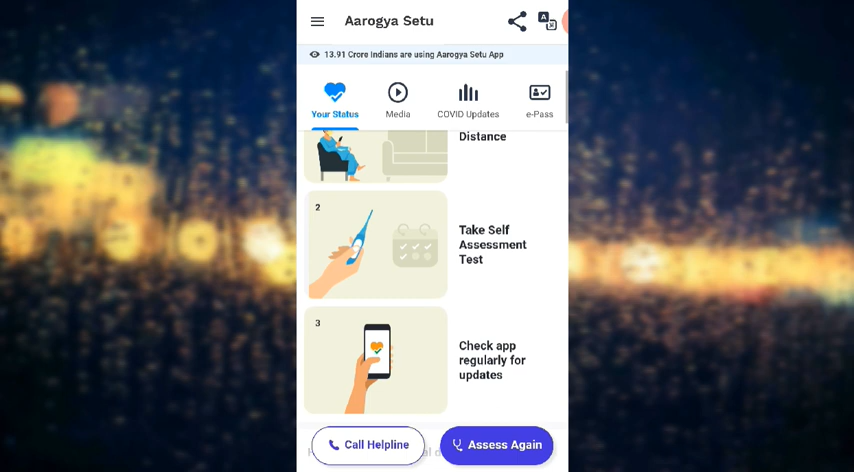 Aarogya Setu
13.91 Crore Indians are using Aarogya Setu App
Your Status
Media
COVID Updates
e-Pass
Distance
2
Take Self
Assessment
Test
3
Check app
regularly for
updates
Call Helpline
Assess Again